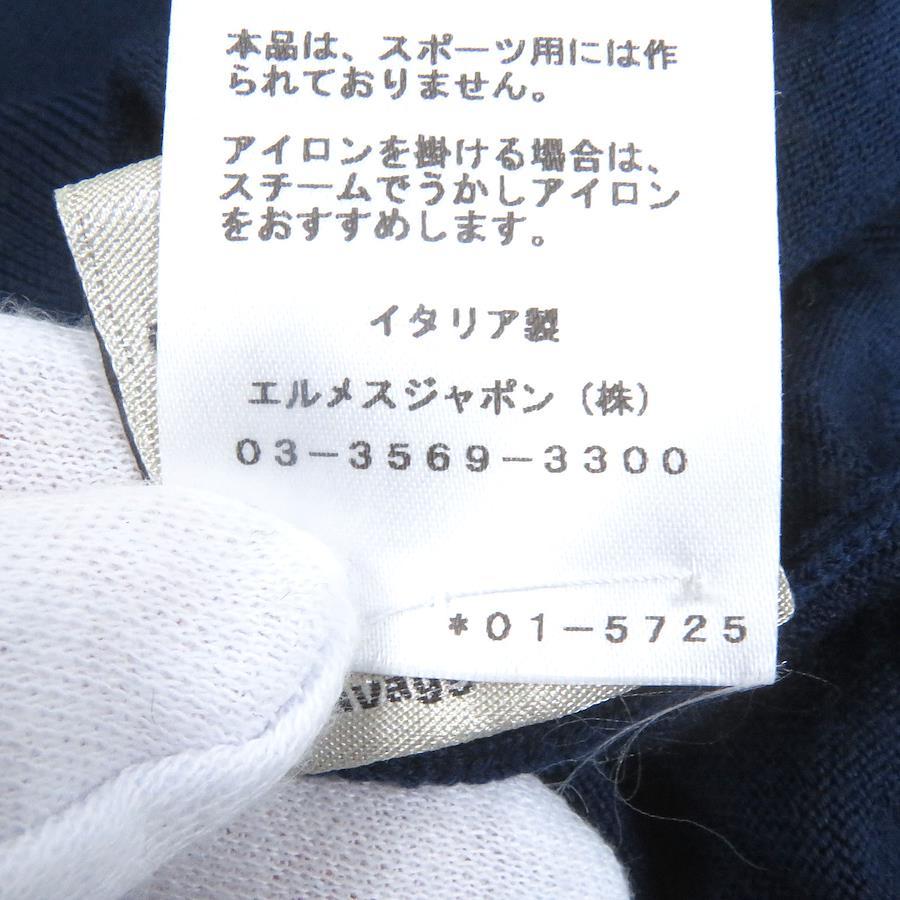 本品は、スポーツ用には作
られておりません。
アイロンを掛ける場合は、
スチームでうかしアイロン
をおすすめします。
イタリア製
エルメスジャポン（株）
03-3569-3300
*01-5725